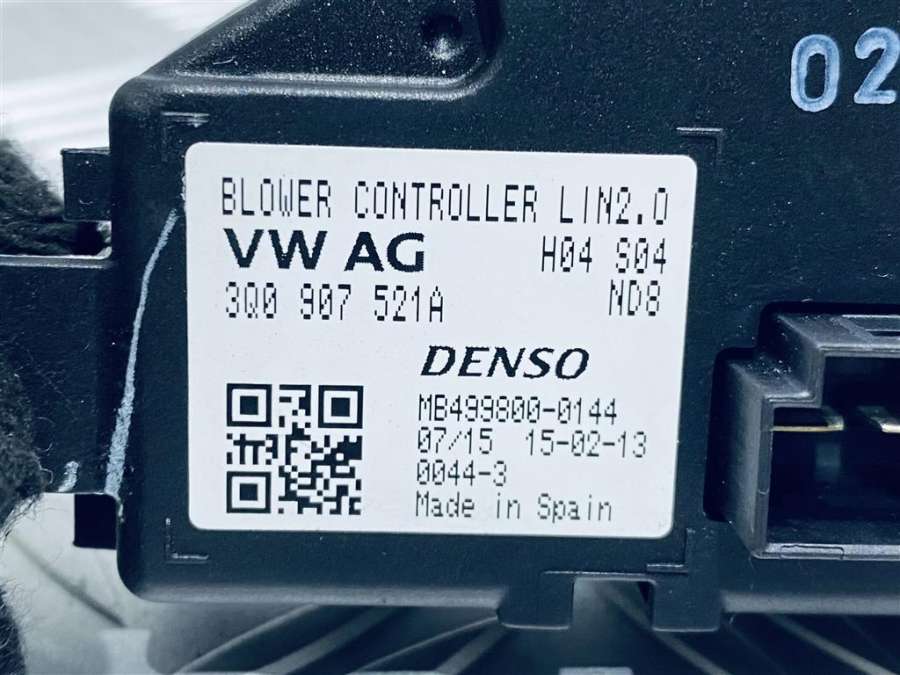 02
BLOWER CONTROLLER LIN2.0
VW AG H04 S04
3Q0 907 521A ND8
DENSO
MB499800-0144
07/15 15-02-13
0044-3
Made in Spain